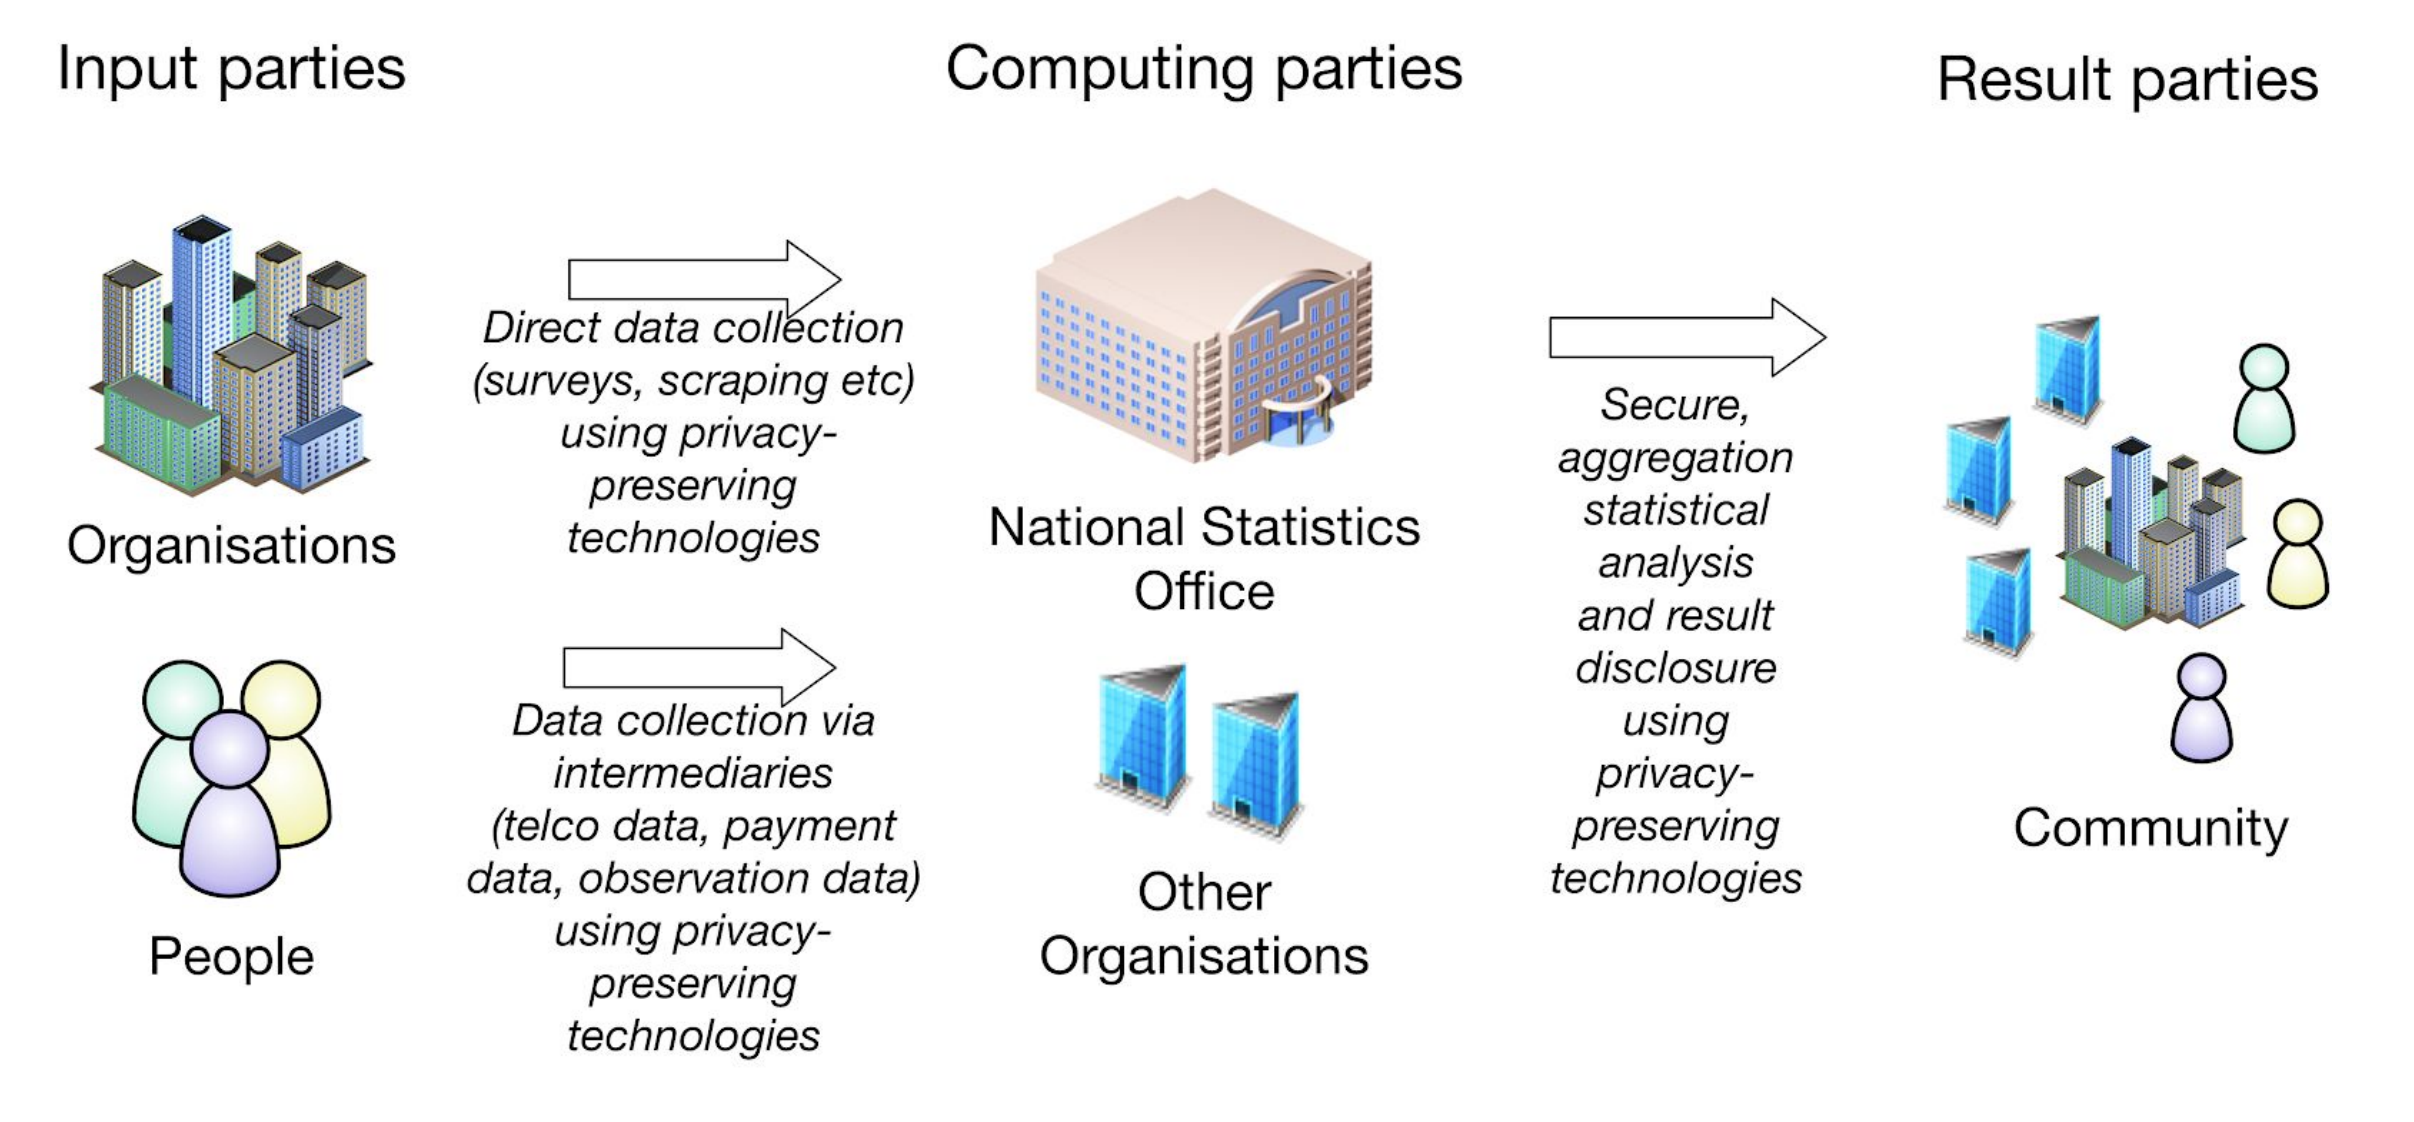 Input parties
Computing parties
Result parties
Organisations
Direct data collection
(surveys, scraping etc)
using privacy-
preserving
technologies
National Statistics
Office
People
Data collection via
intermediaries
(telco data, payment
data, observation data)
using privacy-
preserving
technologies
Other
Organisations
Secure,
aggregation
statistical
analysis
and result
disclosure
using
privacy-
preserving
technologies
Community